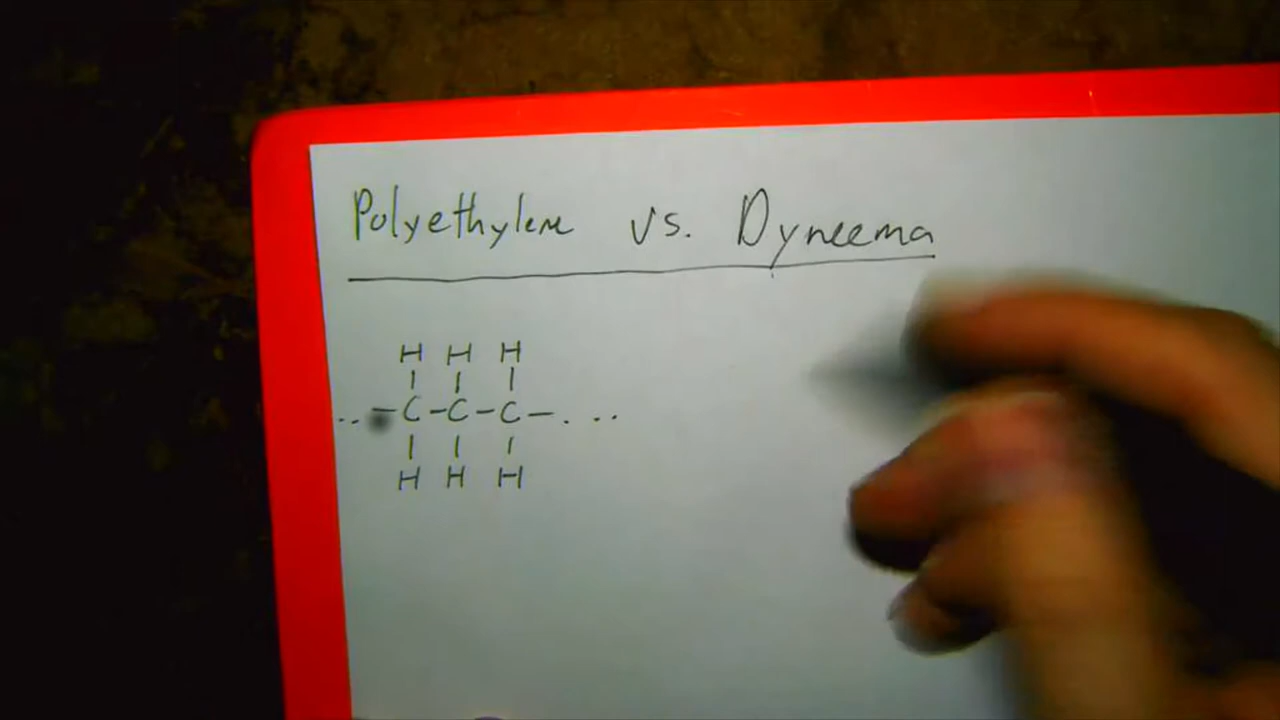 Polyethylene vs. Dyneema
H H H
| | |
..-C-C-C-. ..
| | |
H H H